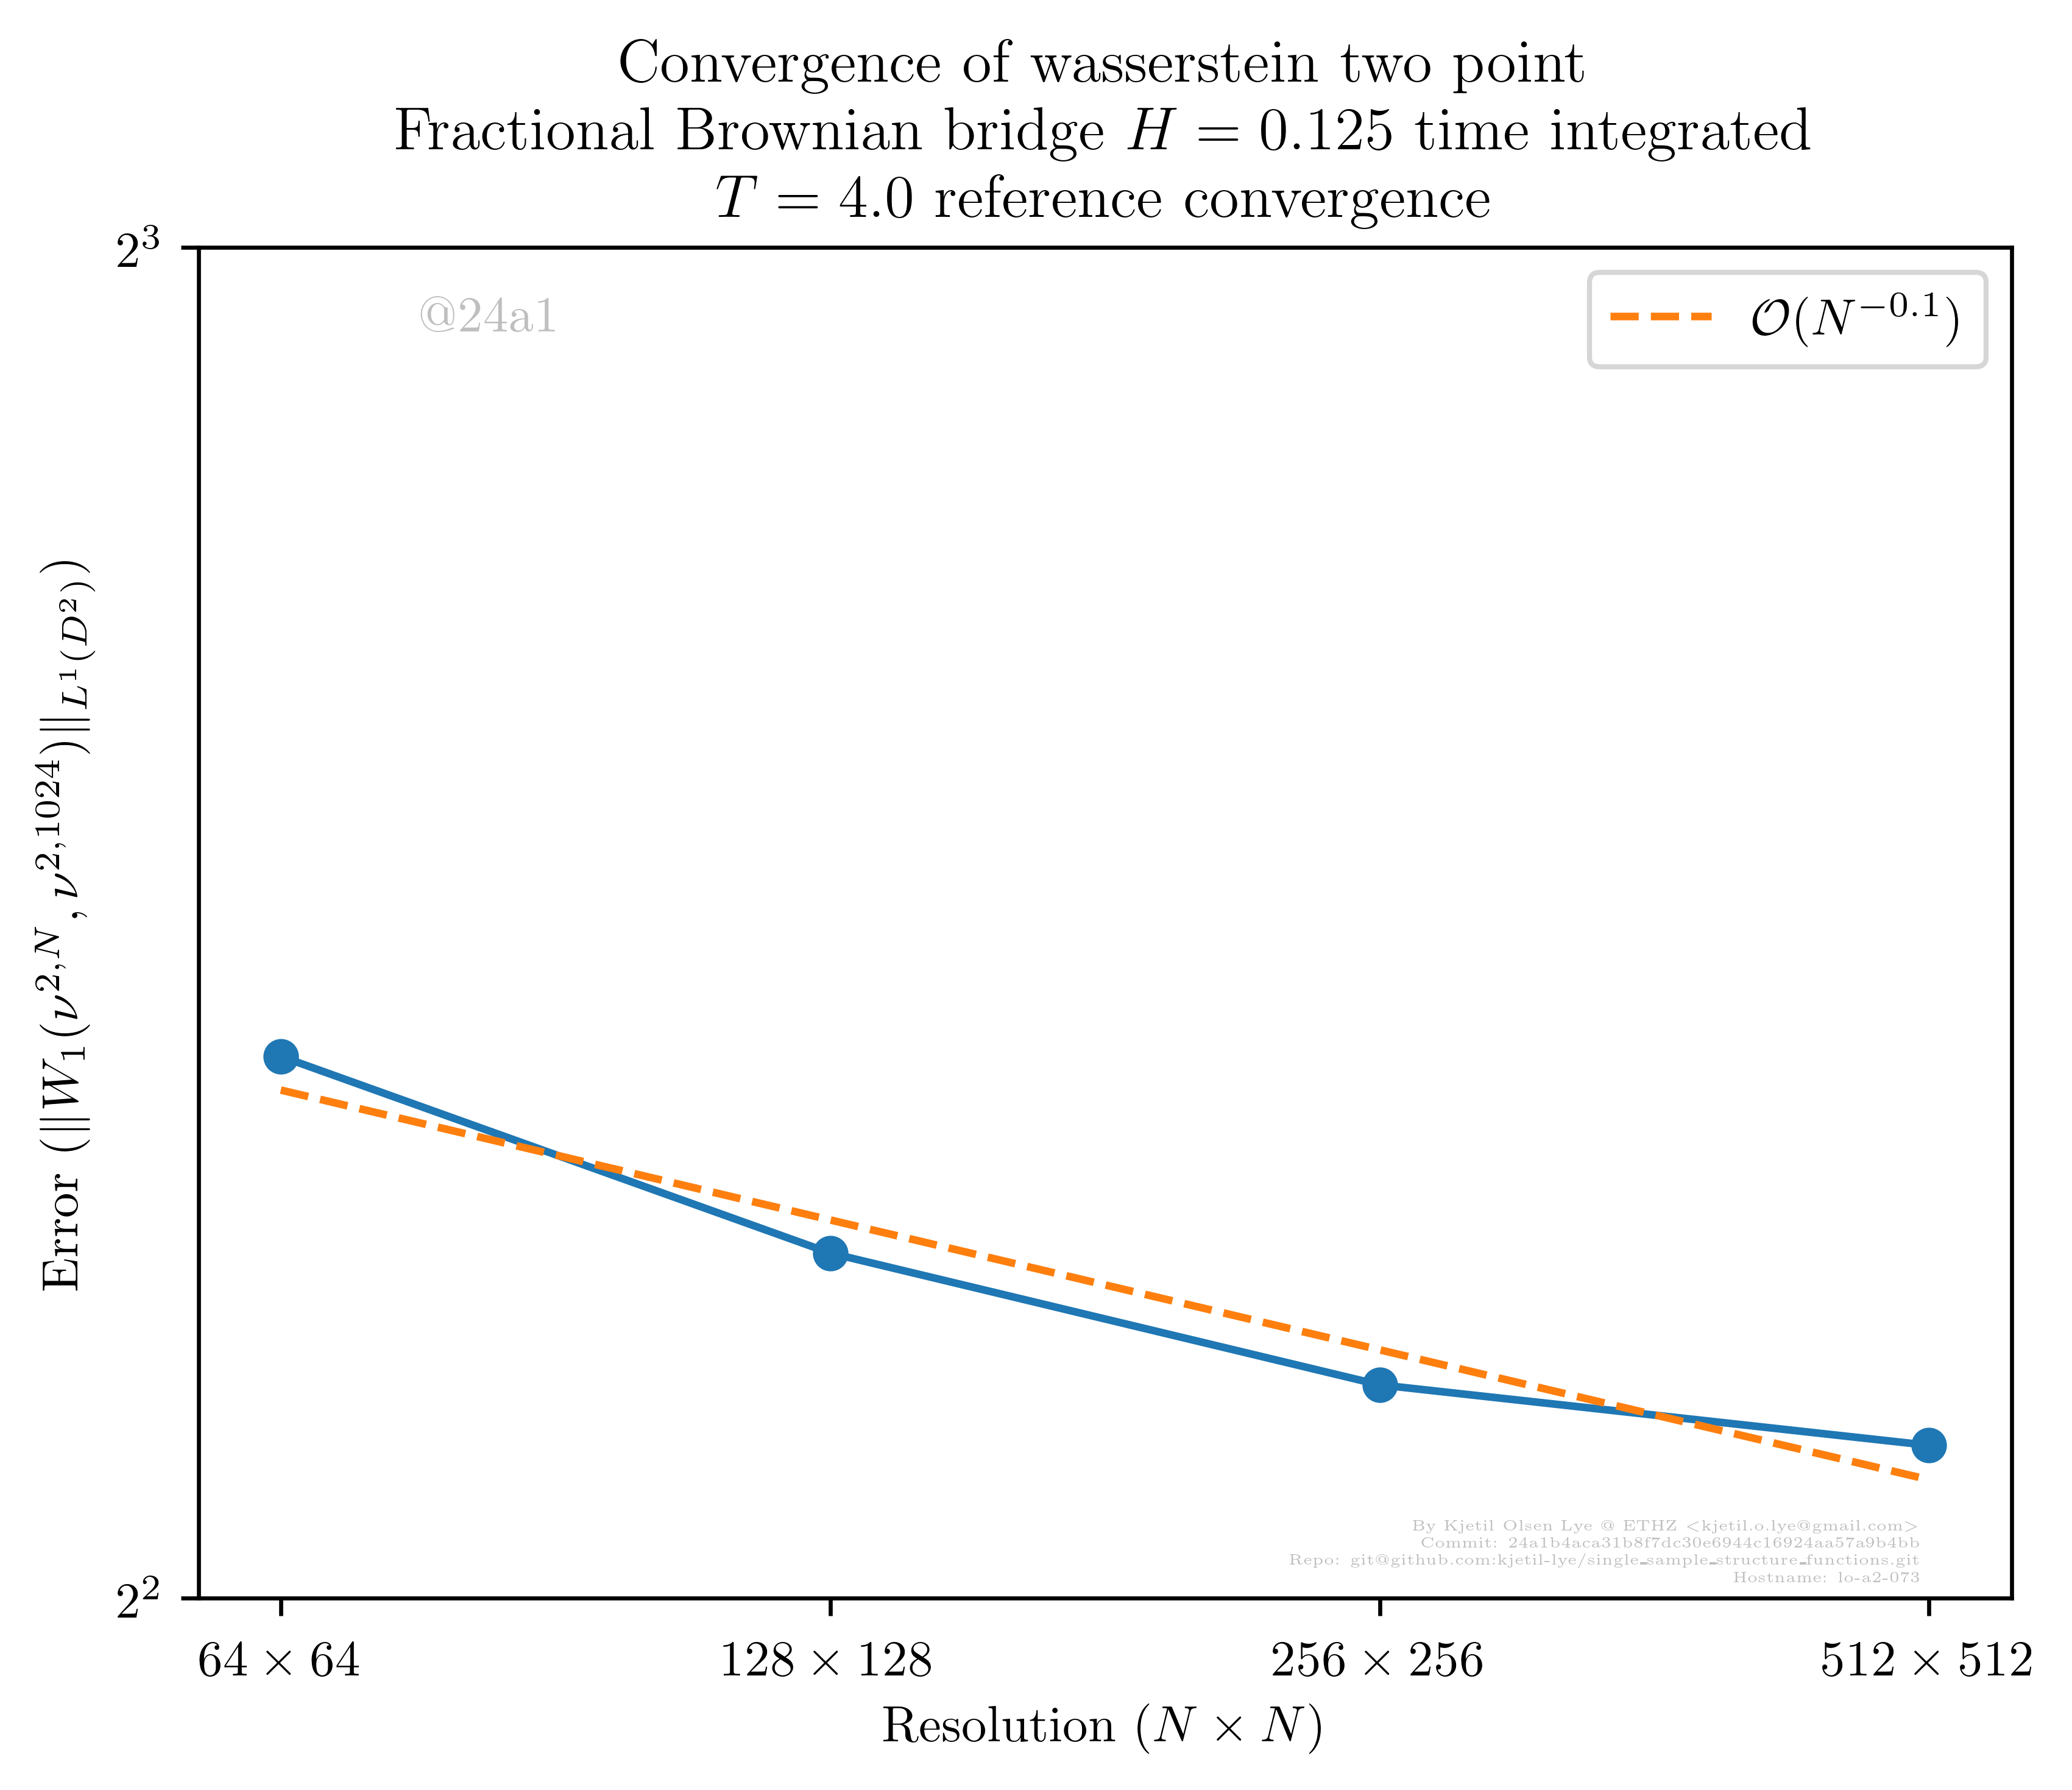 Convergence of wasserstein two point
Fractional Brownian bridge H = 0.125 time integrated
T = 4.0 reference convergence
2^3
@24a1
O(N^{-0.1})
Error (||W_1(ν^{2,N}, ν^{2,1024})||_{L^1(D^2)})
By Kjetil Olsen Lye @ ETHZ <kjetil.o.lye@gmail.com>
Commit: 24a1b4aca31b8f7dc30e6944c16924aa57a9b4bb
Repo: git@github.com:kjetil-lye/single_sample_structure_functions.git
Hostname: lo-a2-073
2^2
64 × 64 128 × 128 256 × 256 512 × 512
Resolution (N × N)